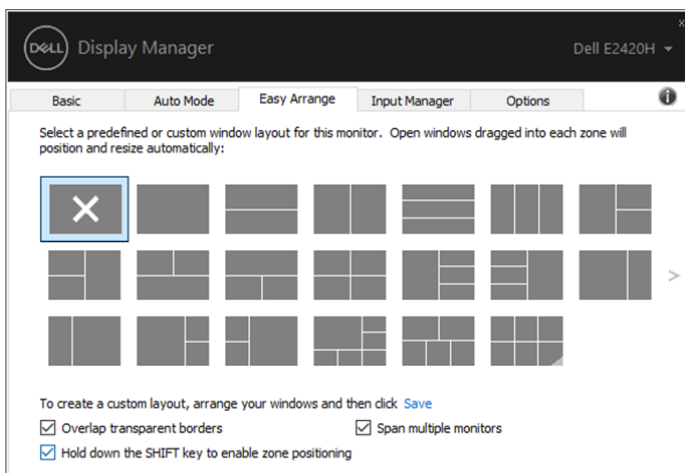 x
DELL Display Manager Dell E2420H
Basic Auto Mode Easy Arrange Input Manager Options
Select a predefined or custom window layout for this monitor. Open windows dragged into each zone will
position and resize automatically:
To create a custom layout, arrange your windows and then click Save
Overlap transparent borders Span multiple monitors
Hold down the SHIFT key to enable zone positioning